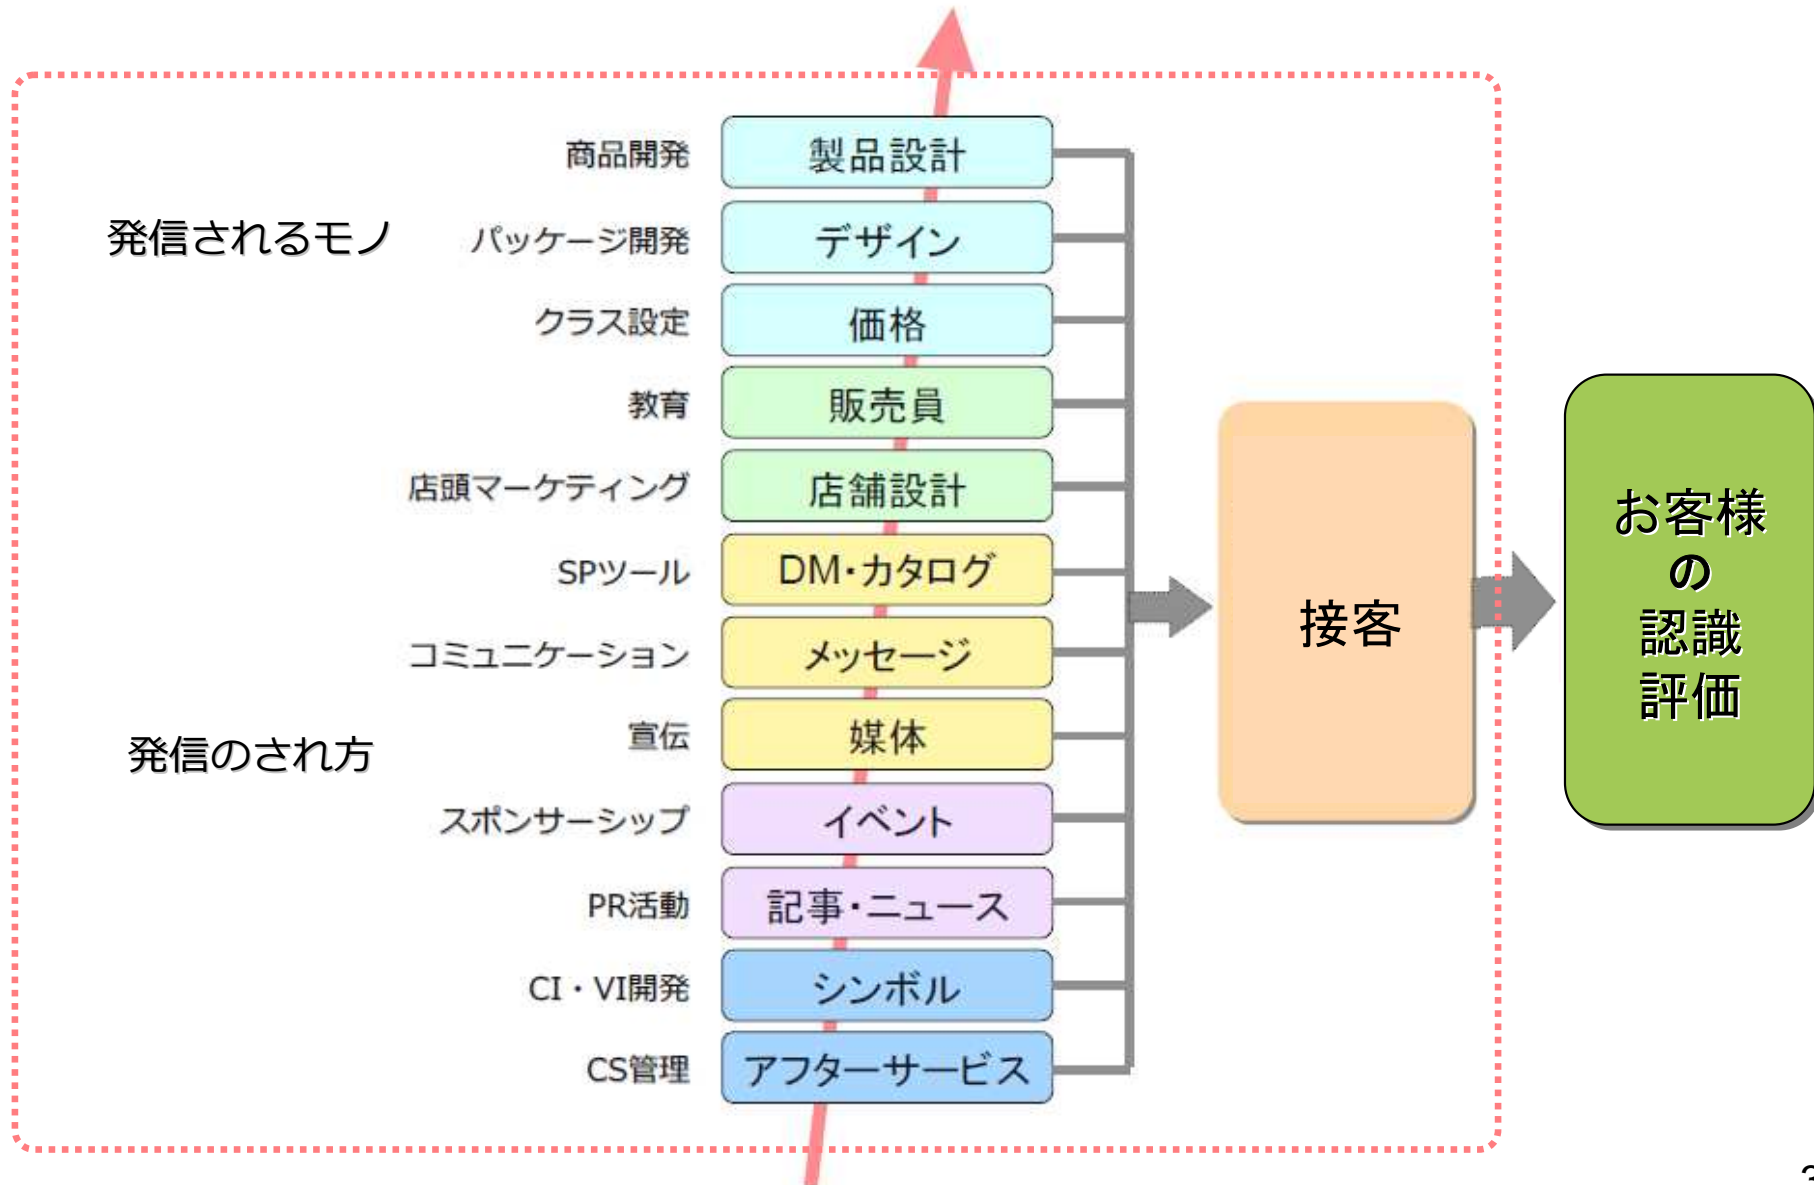 商品開発
製品設計
発信されるモノ
パッケージ開発
デザイン
クラス設定
価格
教育
販売員
店頭マーケティング
店舗設計
SPツール
DM・カタログ
コミュニケーション
メッセージ
発信のされ方
宣伝
媒体
スポンサーシップ
イベント
PR活動
記事・ニュース
CI・VI開発
シンボル
CS管理
アフターサービス
接客
お客様
の
認識
評価